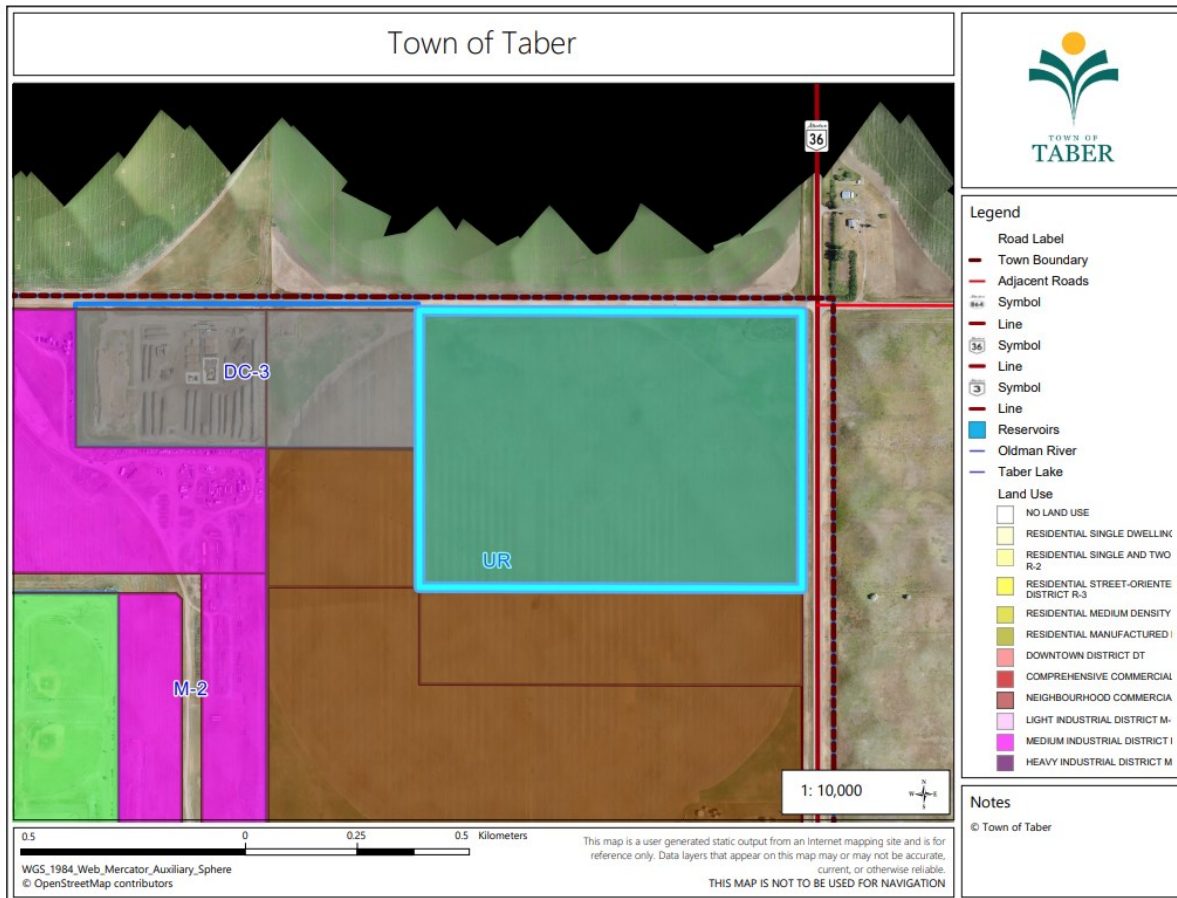 Town of Taber
36
DC-3
UR
M-2
1: 10,000
N
W
E
S
TOWN OF
TABER
Legend
Road Label
Town Boundary
Adjacent Roads
Symbol
Line
36
Symbol
Line
3
Symbol
Line
Reservoirs
Oldman River
Taber Lake
Land Use
NO LAND USE
RESIDENTIAL SINGLE DWELLING
RESIDENTIAL SINGLE AND TWO
R-2
RESIDENTIAL STREET-ORIENTE
DISTRICT R-3
RESIDENTIAL MEDIUM DENSITY
RESIDENTIAL MANUFACTURED
DOWNTOWN DISTRICT DT
COMPREHENSIVE COMMERCIAL
NEIGHBOURHOOD COMMERCIA
LIGHT INDUSTRIAL DISTRICT M-
MEDIUM INDUSTRIAL DISTRICT
HEAVY INDUSTRIAL DISTRICT M
Notes
© Town of Taber
0.5 0 0.25 0.5 Kilometers
WGS_1984_Web_Mercator_Auxiliary_Sphere
© OpenStreetMap contributors
This map is a user generated static output from an Internet mapping site and is for
reference only. Data layers that appear on this map may or may not be accurate,
current, or otherwise reliable.
THIS MAP IS NOT TO BE USED FOR NAVIGATION